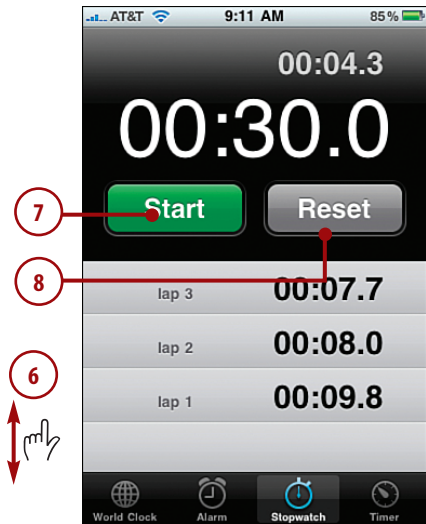 AT&T 9:11 AM 85%
00:04.3
00:30.0
7 Start Reset
8
lap 3 00:07.7
lap 2 00:08.0
6
lap 1 00:09.8
World Clock Alarm Stopwatch Timer